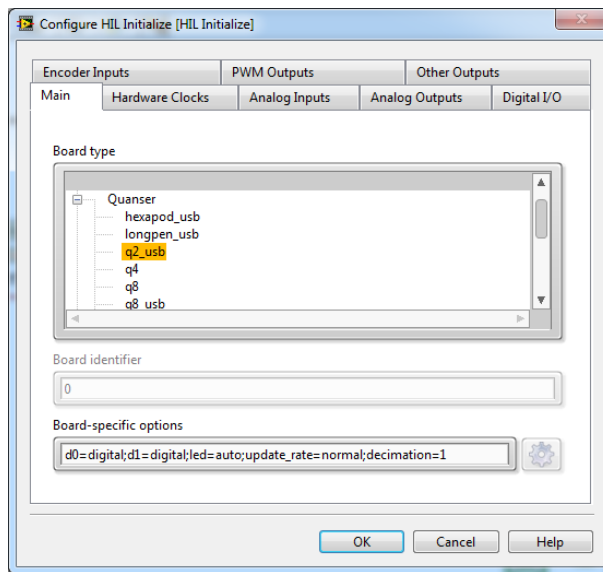 Configure HIL Initialize [HIL Initialize]
Encoder Inputs PWM Outputs Other Outputs
Main Hardware Clocks Analog Inputs Analog Outputs Digital I/O
Board type
Quanser
hexapod_usb
longpen_usb
q2_usb
q4
q8
q8_usb
Board identifier
0
Board-specific options
d0=digital;d1=digital;led=auto;update_rate=normal;decimation=1
OK Cancel Help